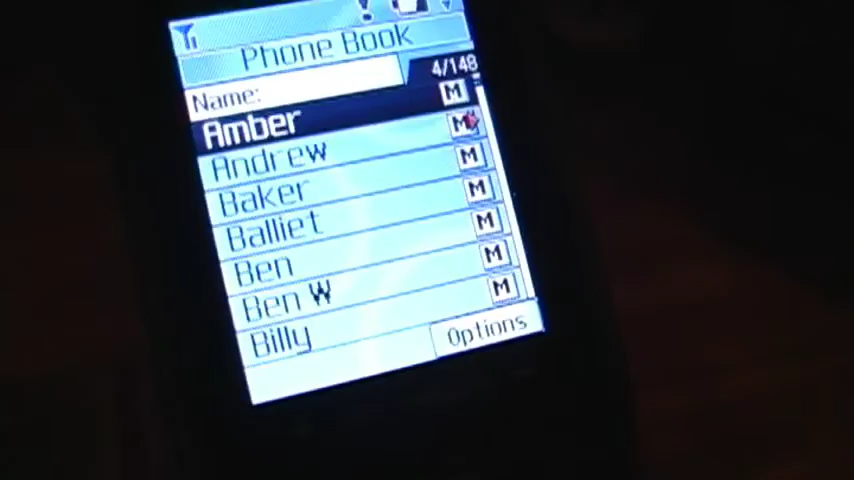 Phone Book
4/148
Name:
Amber M
Andrew M
Baker M
Balliet M
Ben M
Ben W M
Billy M
Options